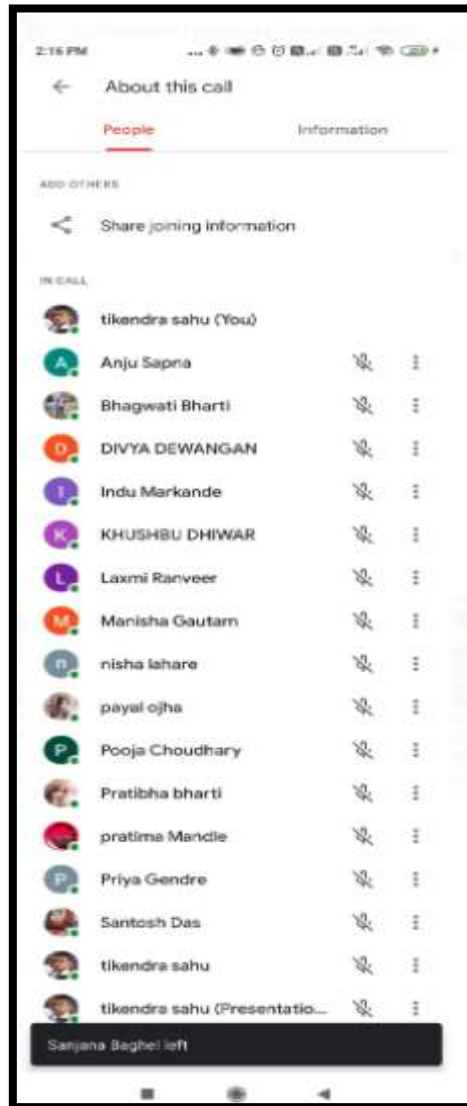 2:16 PM
About this call
People Information
ADD OTHERS
Share joining information
IN CALL
tikendra sahu (You)
A Anju Sapna
Bhagwati Bharti
D DIVYA DEWANGAN
I Indu Markande
K KHUSHBU DHIWAR
L Laxmi Ranveer
M Manisha Gautam
n nisha lahare
payal ojha
P Pooja Choudhary
Pratibha bharti
pratima Mandle
P Priya Gendre
Santosh Das
tikendra sahu
tikendra sahu (Presentatio...
Sanjana Baghel left